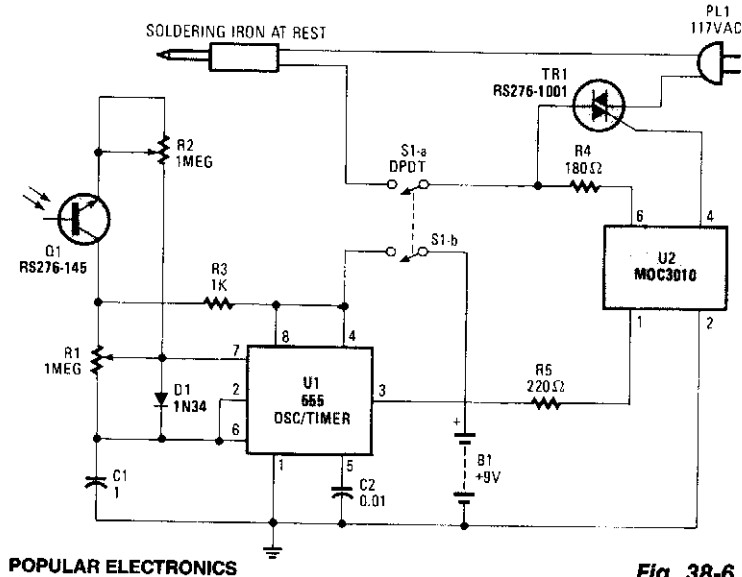 PL1
117VAC
SOLDERING IRON AT REST
TR1
RS276-1001
R2
1MEG
S1-a
DPDT
R4
180Ω
6
4
Q1
RS276-145
S1-b
U2
MOC3010
R3
1K
1
2
8
4
R1
1MEG
7
D1
1N34
2
U1
555
OSC/TIMER
3
R5
220Ω
6
+
C1
1
1
5
C2
0.01
B1
+9V
POPULAR ELECTRONICS
Fig. 38-6